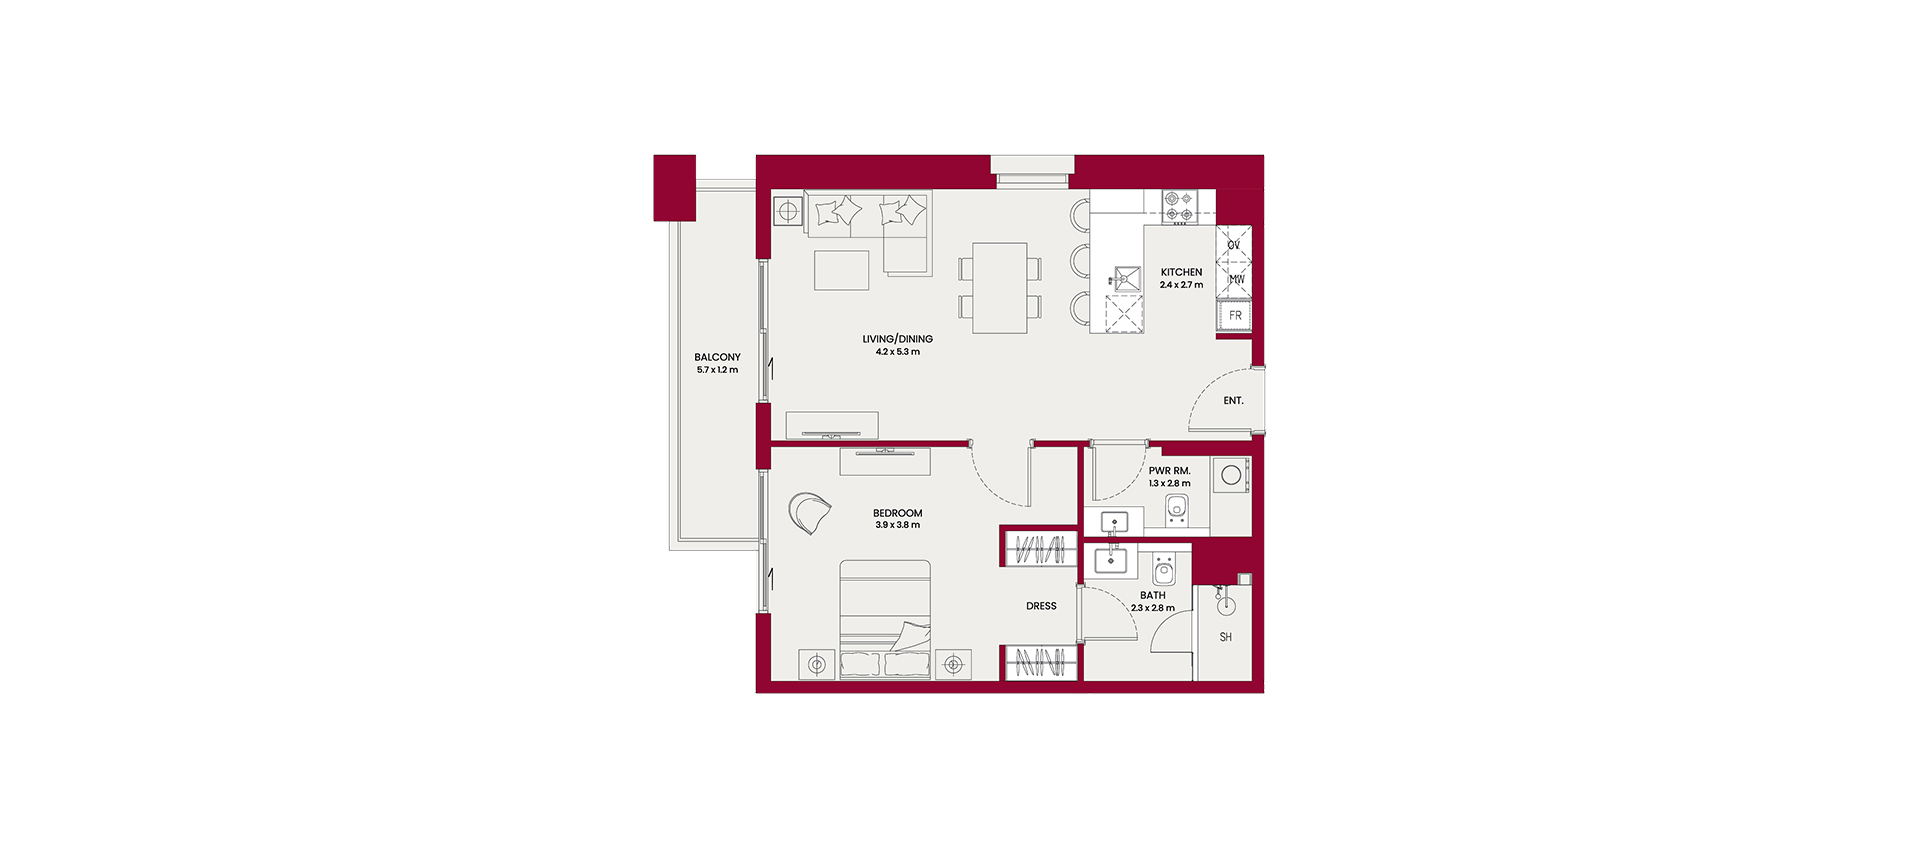 OV
KITCHEN
2.4 x 2.7 m
MW
FR
LIVING/DINING
4.2 x 5.3 m
BALCONY
5.7 x 1.2 m
ENT.
PWR RM.
1.3 x 2.8 m
BEDROOM
3.9 x 3.8 m
BATH
2.3 x 2.8 m
DRESS
SH